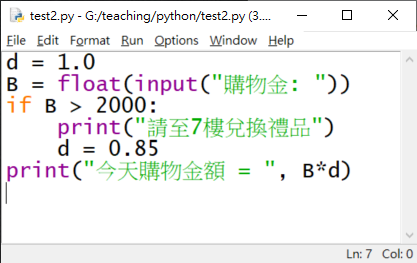 test2.py - G:/teaching/python/test2.py (3....
File Edit Format Run Options Window Help
d = 1.0
B = float(input("購物金: "))
if B > 2000:
    print("請至7樓兌換禮品")
    d = 0.85
print("今天購物金額 = ", B*d)
Ln: 7 Col: 0